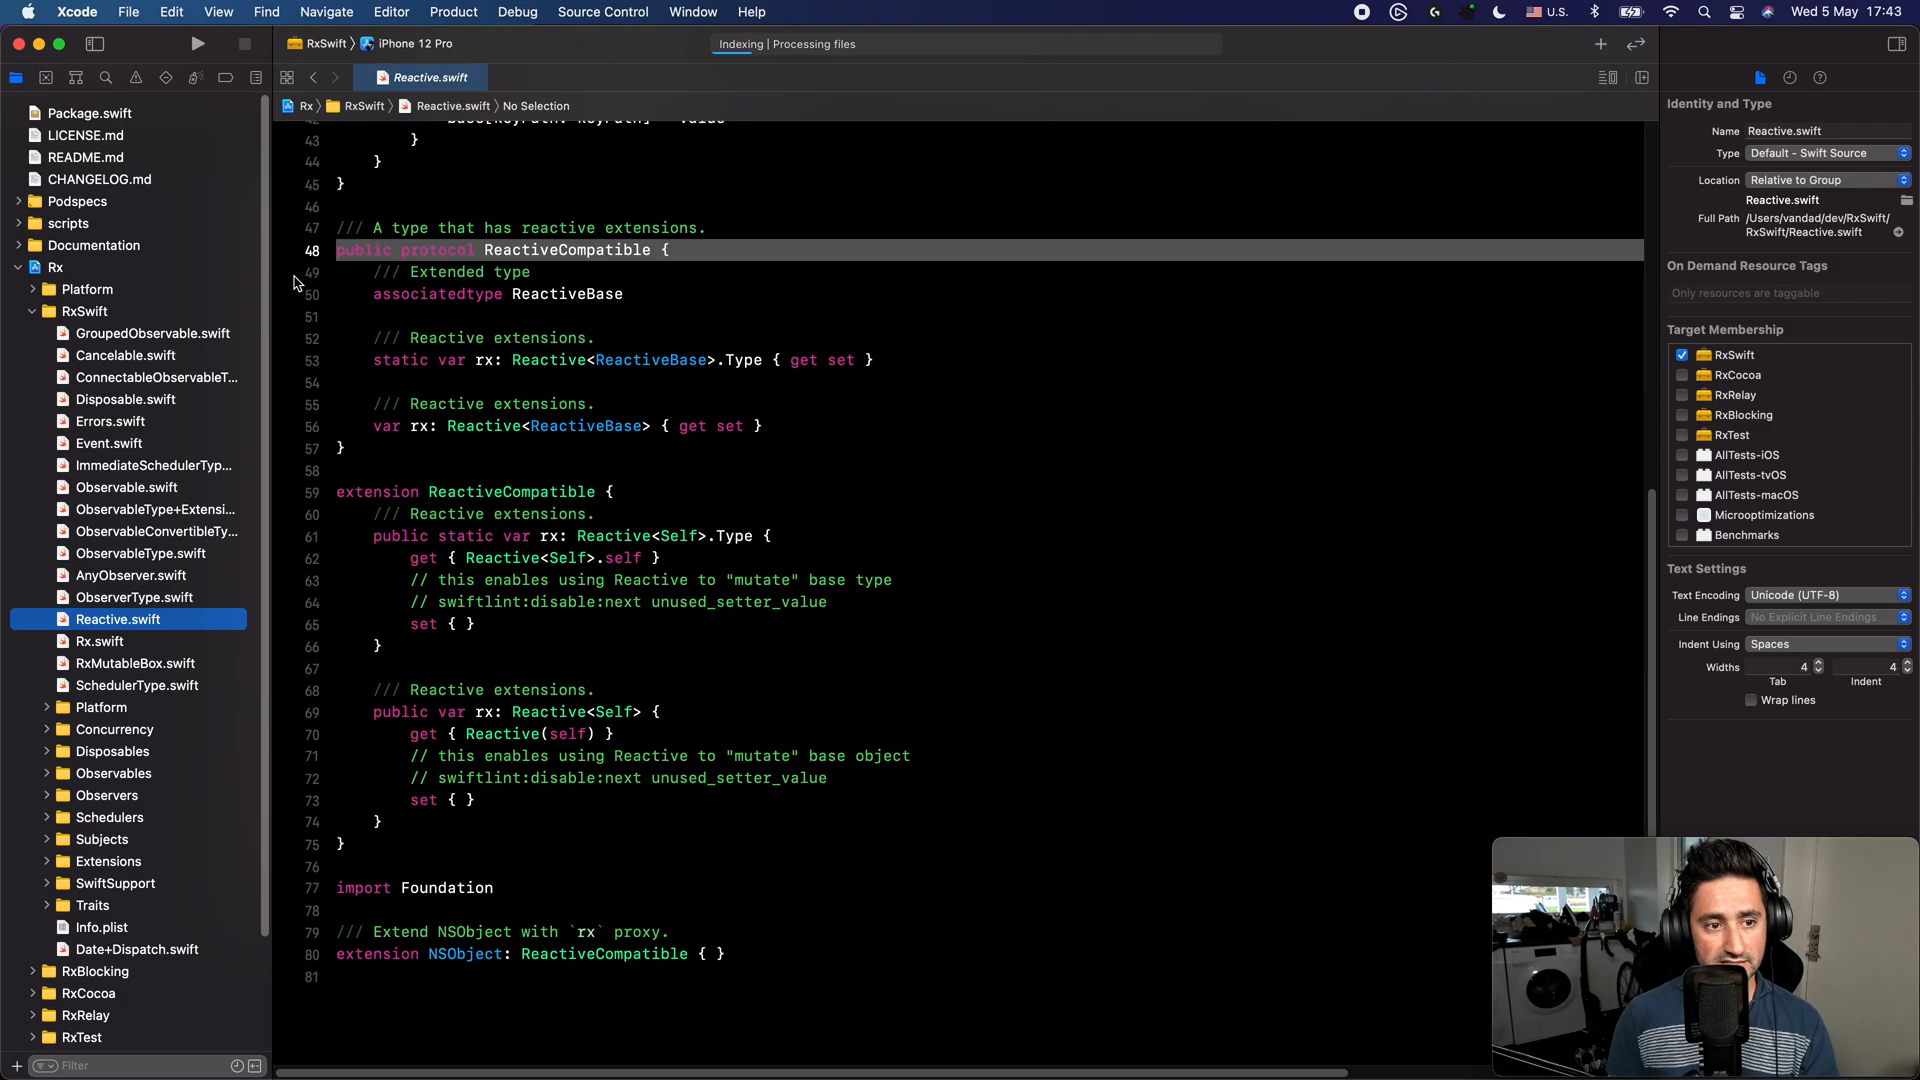 Xcode File Edit View Find Navigate Editor Product Debug Source Control Window Help
U.S. Wed 5 May 17:43
RxSwift iPhone 12 Pro
Indexing | Processing files
Reactive.swift
Rx RxSwift Reactive.swift No Selection
Package.swift
LICENSE.md
README.md
CHANGELOG.md
Podspecs
scripts
Documentation
Rx
Platform
RxSwift
GroupedObservable.swift
Cancelable.swift
ConnectableObservableT...
Disposable.swift
Errors.swift
Event.swift
ImmediateSchedulerTyp...
Observable.swift
ObservableType+Extensi...
ObservableConvertibleTy...
ObservableType.swift
AnyObserver.swift
ObserverType.swift
Reactive.swift
Rx.swift
RxMutableBox.swift
SchedulerType.swift
Platform
Concurrency
Disposables
Observables
Observers
Schedulers
Subjects
Extensions
SwiftSupport
Traits
Info.plist
Date+Dispatch.swift
RxBlocking
RxCocoa
RxRelay
RxTest
Filter
43 }
44 }
45 }
46
47 /// A type that has reactive extensions.
48 public protocol ReactiveCompatible {
49 /// Extended type
50 associatedtype ReactiveBase
51
52 /// Reactive extensions.
53 static var rx: Reactive<ReactiveBase>.Type { get set }
54
55 /// Reactive extensions.
56 var rx: Reactive<ReactiveBase> { get set }
57 }
58
59 extension ReactiveCompatible {
60 /// Reactive extensions.
61 public static var rx: Reactive<Self>.Type {
62 get { Reactive<Self>.self }
63 // this enables using Reactive to "mutate" base type
64 // swiftlint:disable:next unused_setter_value
65 set { }
66 }
67
68 /// Reactive extensions.
69 public var rx: Reactive<Self> {
70 get { Reactive(self) }
71 // this enables using Reactive to "mutate" base object
72 // swiftlint:disable:next unused_setter_value
73 set { }
74 }
75 }
76
77 import Foundation
78
79 /// Extend NSObject with `rx` proxy.
80 extension NSObject: ReactiveCompatible { }
81
Identity and Type
Name Reactive.swift
Type Default - Swift Source
Location Relative to Group
Reactive.swift
Full Path /Users/vandad/dev/RxSwift/
RxSwift/Reactive.swift
On Demand Resource Tags
Only resources are taggable
Target Membership
RxSwift
RxCocoa
RxRelay
RxBlocking
RxTest
AllTests-iOS
AllTests-tvOS
AllTests-macOS
Microoptimizations
Benchmarks
Text Settings
Text Encoding Unicode (UTF-8)
Line Endings No Explicit Line Endings
Indent Using Spaces
Widths 4 4
Tab Indent
Wrap lines